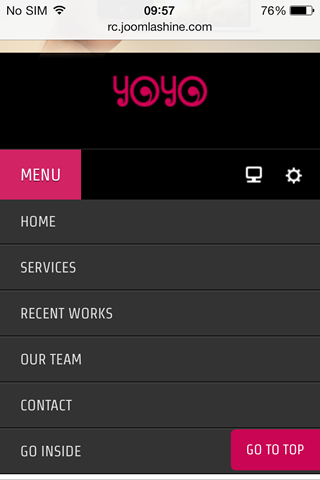 No SIM 09:57 76%
rc.joomlashine.com
yoyo
MENU
HOME
SERVICES
RECENT WORKS
OUR TEAM
CONTACT
GO INSIDE GO TO TOP